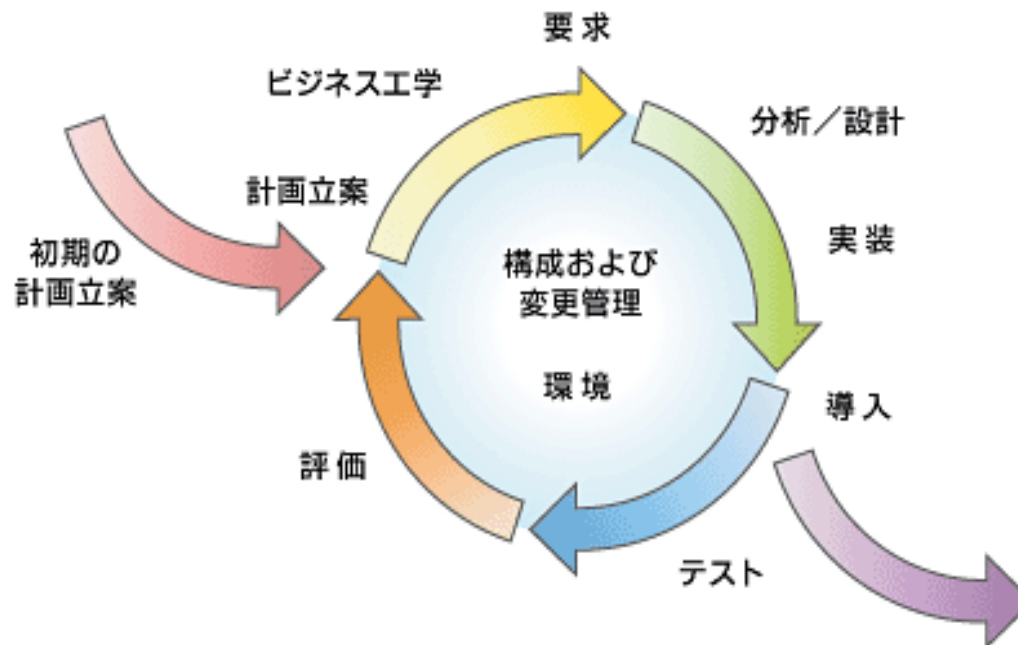 要求
ビジネス工学
分析／設計
計画立案
実装
初期の
計画立案
構成および
変更管理
環境
導入
評価
テスト